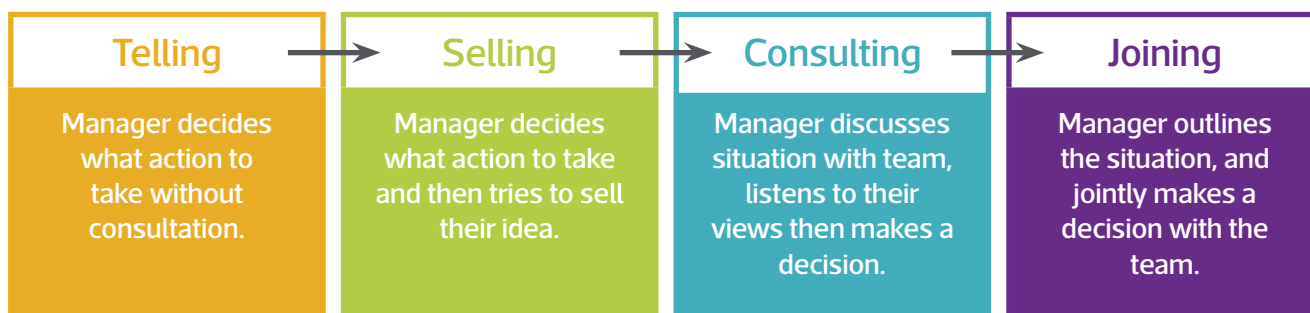 Telling
Manager decides
what action to
take without
consultation.
Selling
Manager decides
what action to take
and then tries to sell
their idea.
Consulting
Manager discusses
situation with team,
listens to their
views then makes a
decision.
Joining
Manager outlines
the situation, and
jointly makes a
decision with the
team.